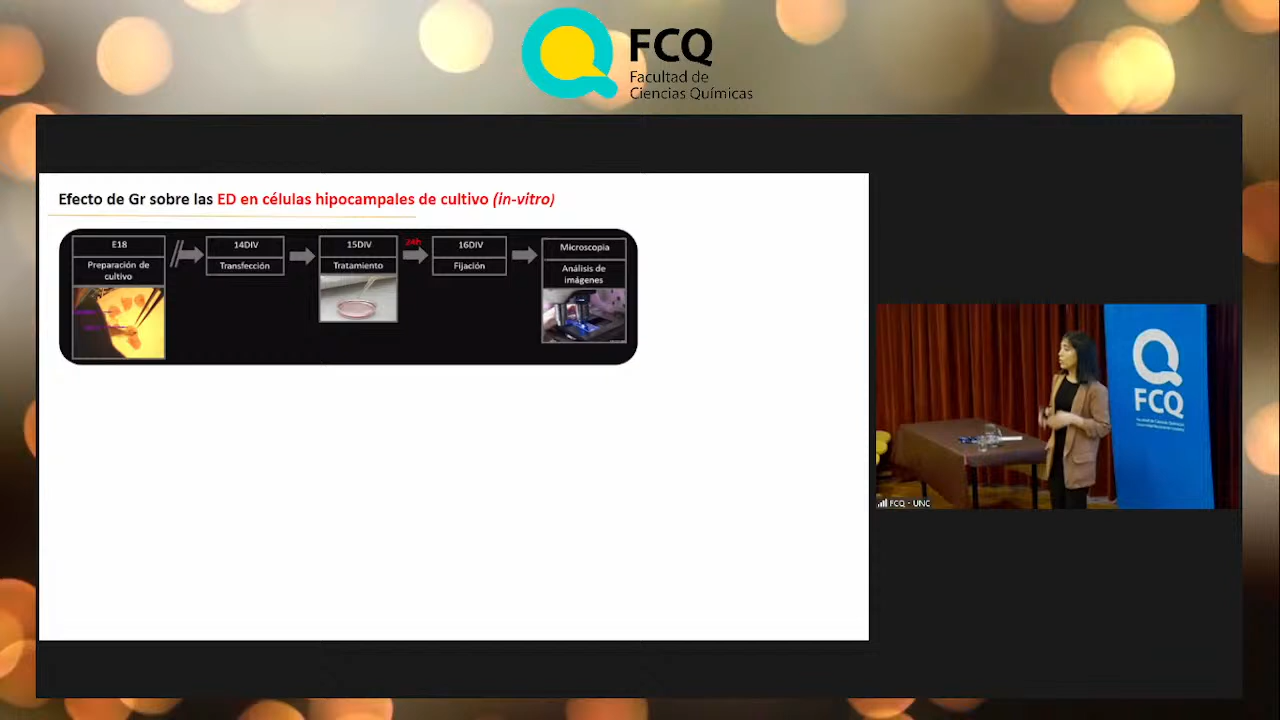 FCQ
Facultad de
Ciencias Químicas
Efecto de Gr sobre las ED en células hipocampales de cultivo (in-vitro)
E18
Preparación de
cultivo
14DIV
Transfección
15DIV
Tratamiento
24h
16DIV
Fijación
Microscopia
Análisis de
imágenes
FCQ
FCQ - UNC